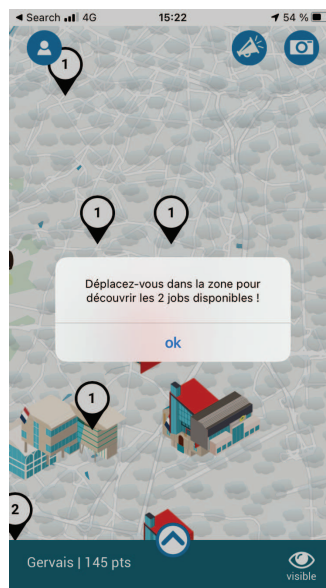 Search 4G 15:22 54 %
1
1 1
Déplacez-vous dans la zone pour
découvrir les 2 jobs disponibles !
ok
1
2
Gervais | 145 pts
visible